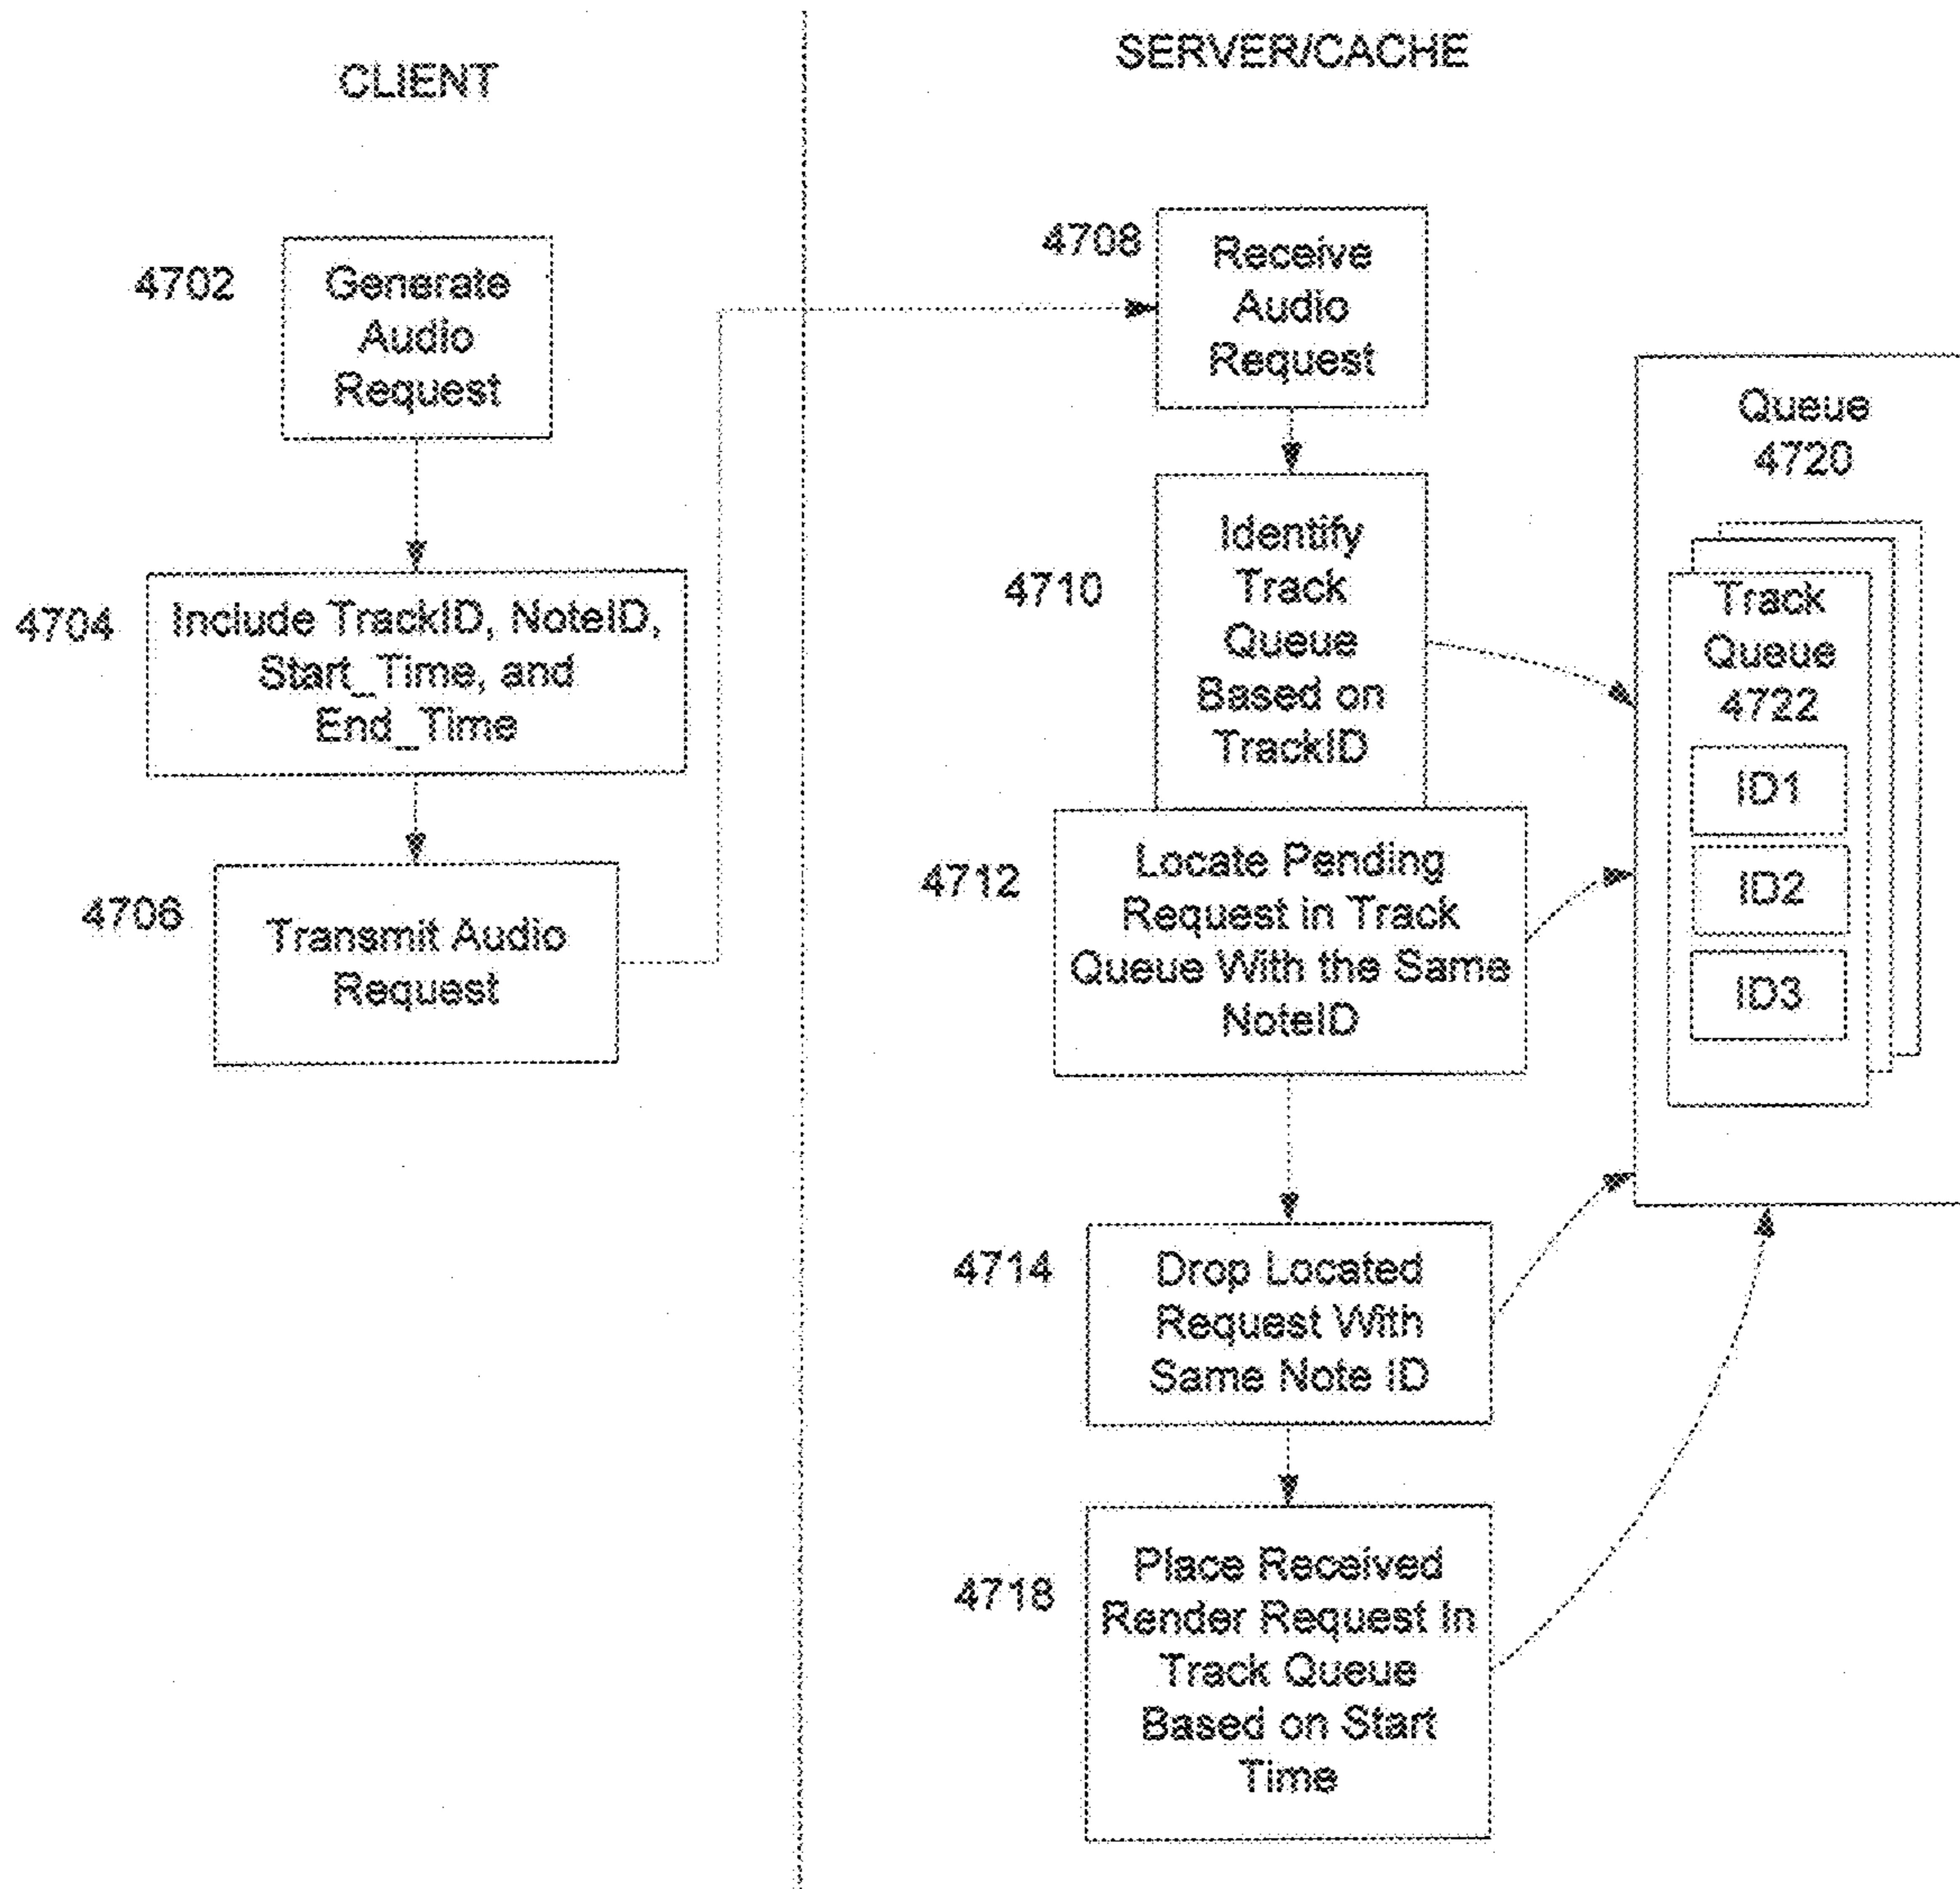 CLIENT
4702
Generate
Audio
Request
4704
Include TrackID, NoteID,
Start_Time, and
End_Time
4706
Transmit Audio
Request
SERVER/CACHE
4708
Receive
Audio
Request
4710
Identify
Track
Queue
Based on
TrackID
4712
Locate Pending
Request in Track
Queue With the Same
NoteID
4714
Drop Located
Request With
Same Note ID
4718
Place Received
Render Request In
Track Queue
Based on Start
Time
Queue
4720
Track
Queue
4722
ID1
ID2
ID3